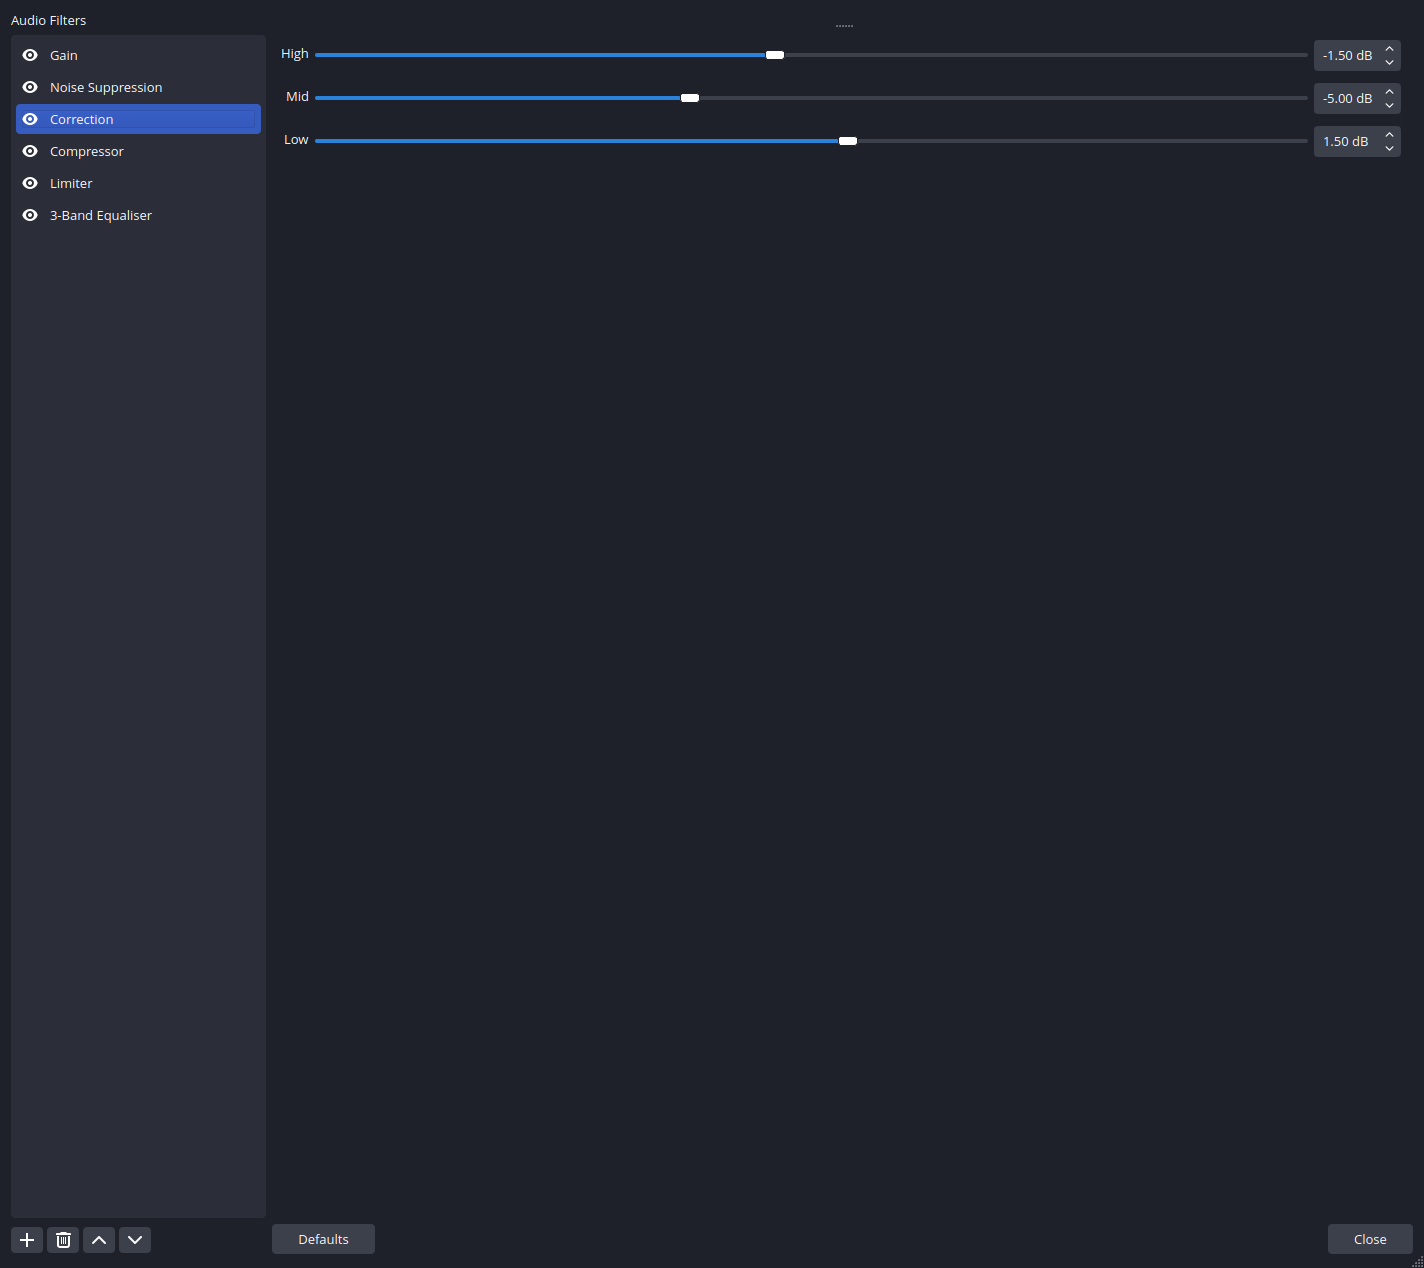 Audio Filters
Gain
Noise Suppression
Correction
Compressor
Limiter
3-Band Equaliser
High -1.50 dB
Mid -5.00 dB
Low 1.50 dB
Defaults
Close